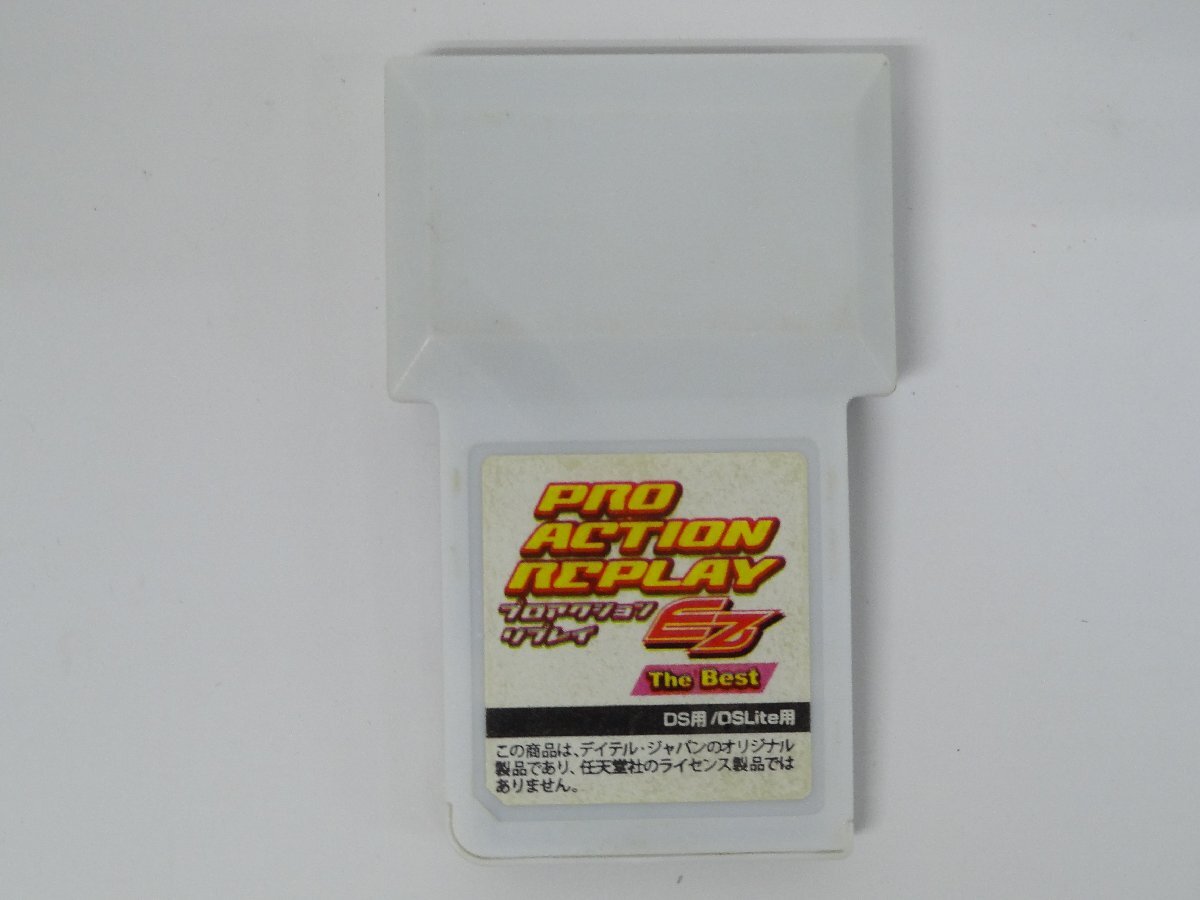 PRO
ACTION
REPLAY
プロアクション
リプレイ
EZ
The Best
DS用/DSLite用
この商品は、デイテル・ジャパンのオリジナル
製品であり、任天堂社のライセンス製品では
ありません。